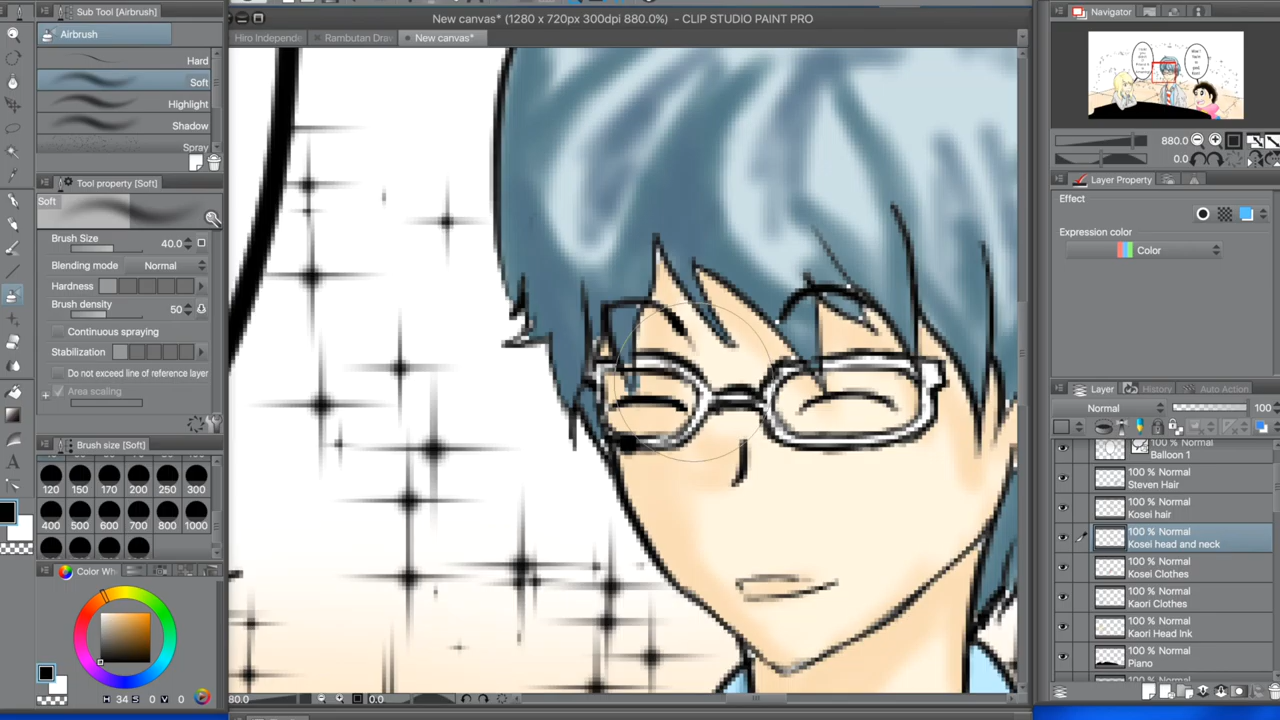 Sub Tool [Airbrush]
New canvas* (1280 x 720px 300dpi 880.0%) - CLIP STUDIO PAINT PRO
Navigator
Airbrush
Hiro Independe
Rambutan Draw
New canvas*
Hard
Soft
Highlight
Shadow
Spray
880.0
0.0
Tool property [Soft]
Layer Property
Soft
Effect
Brush Size
40.0
Expression color
Blending mode
Normal
Color
Hardness
Brush density
50
Continuous spraying
Stabilization
Do not exceed line of reference layer
Area scaling
Layer
History
Auto Action
Normal
100
Brush size [Soft]
100 % Normal
Balloon 1
120
150
170
200
250
300
100 % Normal
Steven Hair
400
500
600
700
800
1000
100 % Normal
Kosei hair
100 % Normal
Kosei head and neck
100 % Normal
Kosei Clothes
Color Wh
100 % Normal
Kaori Clothes
100 % Normal
Kaori Head Ink
100 % Normal
Piano
H 34 S 0 V 0
80.0
0.0